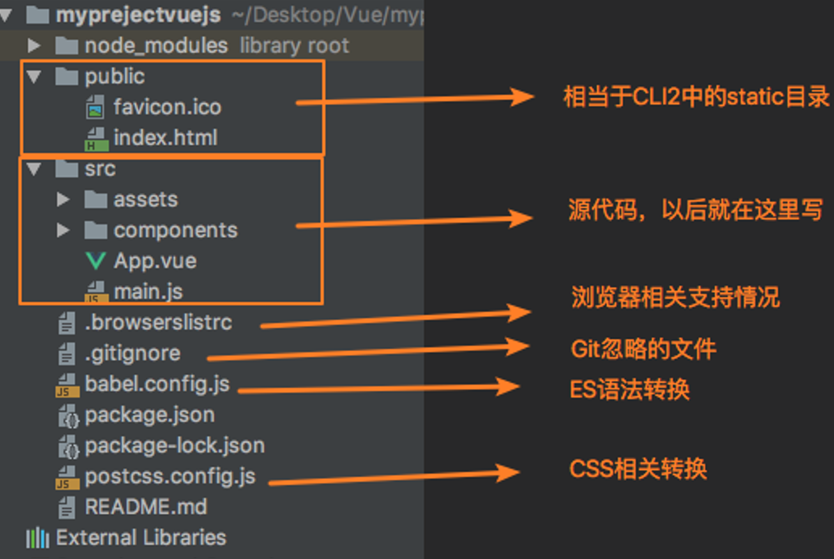 myprejectvuejs ~/Desktop/Vue/myp
node_modules library root
public
favicon.ico
相当于CLI2中的static目录
index.html
src
assets
源代码，以后就在这里写
components
App.vue
main.js
浏览器相关支持情况
.browserslistrc
.gitignore
Git忽略的文件
babel.config.js
ES语法转换
package.json
package-lock.json
postcss.config.js
CSS相关转换
README.md
External Libraries